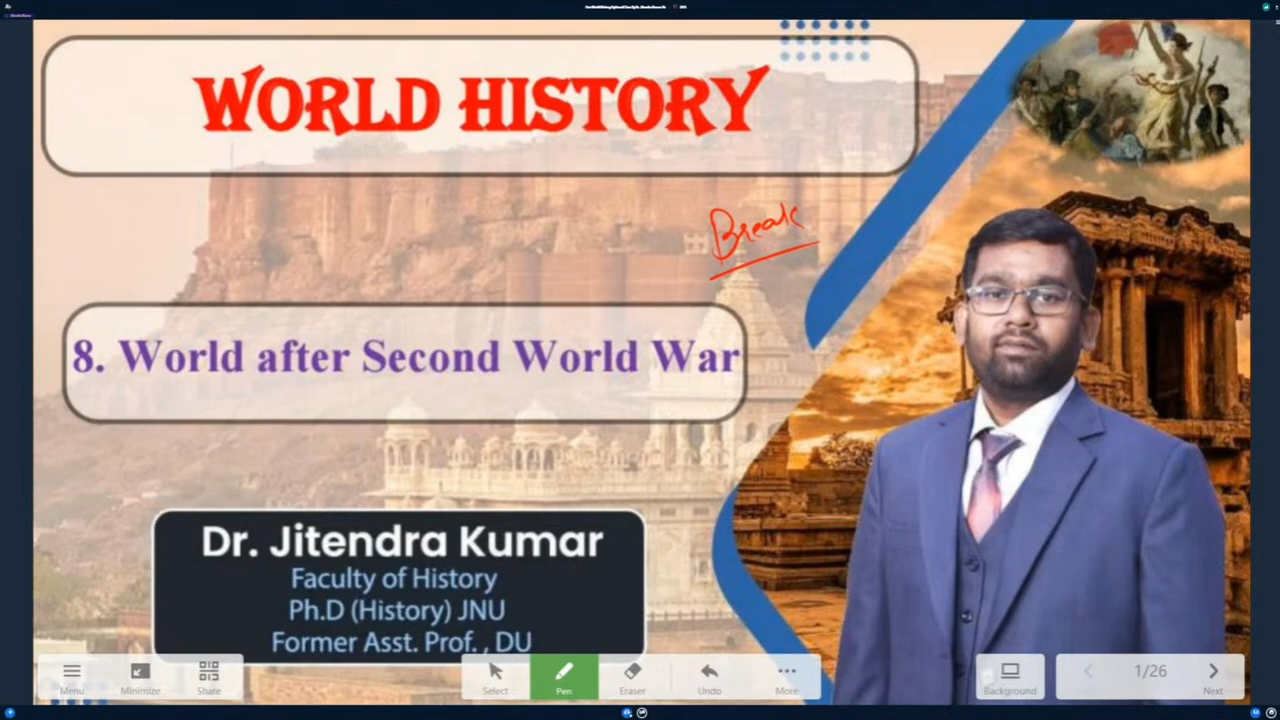 WORLD HISTORY
Break
8. World after Second World War
Dr. Jitendra Kumar
Faculty of History
Ph.D (History) JNU
Former Asst. Prof. , DU
Menu
Minimize
Share
Select
Pen
Eraser
Undo
More
Background
1/26
Next